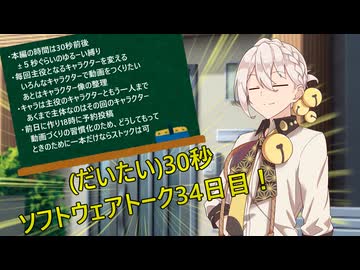 ・本編の時間は30秒前後
±５秒ぐらいのゆるーい縛り
・毎回主役となるキャラクターを変える
いろんなキャラクターで動画をつくりたい
あとはキャラクター像の整理
・キャラは主役のキャラクターともう一人まで
あくまで主体なのはその回のキャラクター
・前日に作り18時に予約投稿
動画づくりの習慣化のため、どうしてもって
ときのために一本だけならストックは可
(だいたい)30秒
ソフトウェアトーク34日目！